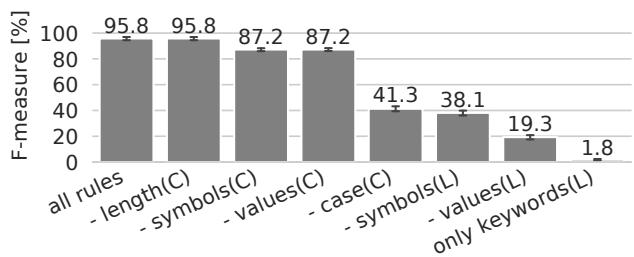 F-measure [%]
100
80
60
40
20
0
95.8
95.8
87.2
87.2
41.3
38.1
19.3
1.8
all rules
- length(C)
- symbols(C)
- values(C)
- case(C)
- symbols(L)
- values(L)
only keywords(L)